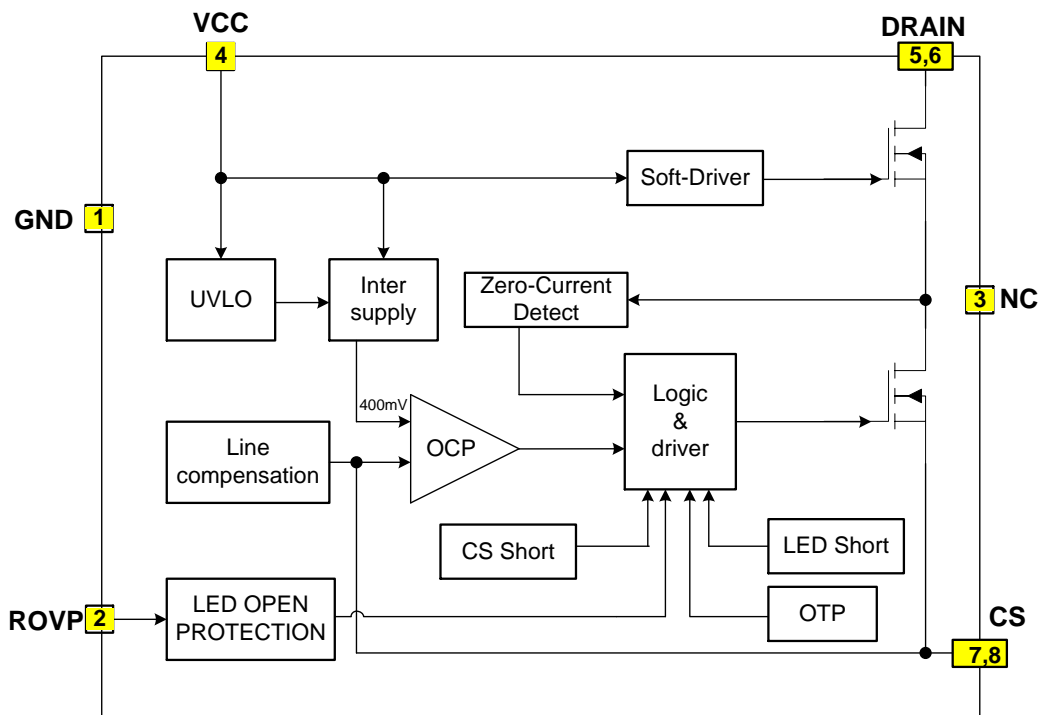 VCC
4
DRAIN
5,6
Soft-Driver
GND
1
UVLO
Inter
supply
Zero-Current
Detect
3
NC
400mV
Logic
&
driver
Line
compensation
OCP
CS Short
LED Short
ROVP
2
LED OPEN
PROTECTION
OTP
CS
7,8